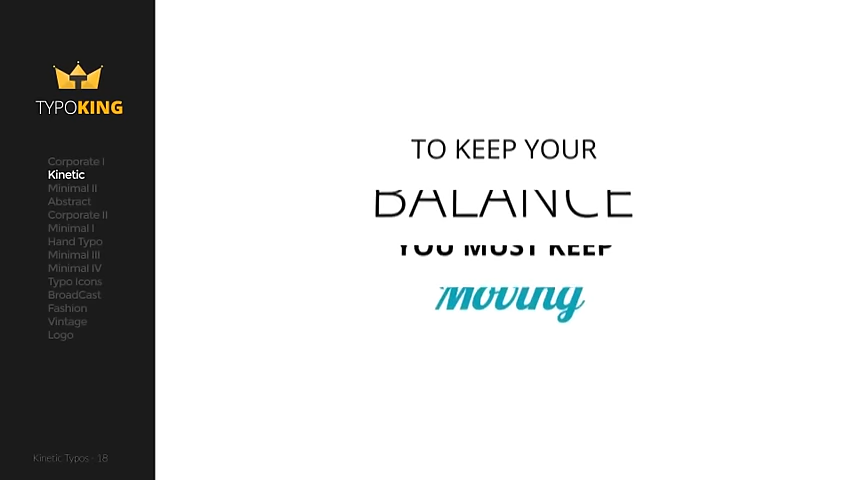 TYPOKING
Corporate I
Kinetic
Minimal II
Abstract
Corporate II
Minimal I
Hand Typo
Minimal III
Minimal IV
Typo Icons
BroadCast
Fashion
Vintage
Logo
Kinetic Typos - 18
TO KEEP YOUR
BALANCE
YOU MUST KEEP
Moving